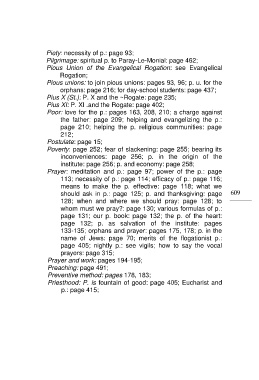 Piety: necessity of p.: page 93;
Pilgrimage: spiritual p. to Paray-Le-Monial: page 462;
Pious Union of the Evangelical Rogation: see Evangelical
Rogation;
Pious unions: to join pious unions: pages 93, 96; p. u. for the
orphans: page 216; for day-school students: page 437;
Pius X (St.): P. X and the ~Rogate: page 235;
Pius XI: P. XI .and the Rogate: page 402;
Poor: love for the p.: pages 163, 208, 210; a charge against
the father: page 209; helping and evangelizing the p.:
page 210; helping the p. religious communities: page
212;
Postulate: page 15;
Poverty: page 252; fear of slackening: page 255; bearing its
inconveniences: page 256; p. in the origin of the
institute: page 256; p. and economy: page 258;
Prayer: meditation and p.: page 97; power of the p.: page
113; necessity of p.: page 114; efficacy of p.: page 116;
means to make the p. effective: page 118; what we
should ask in p.: page 125; p. and thanksgiving: page
128; when and where we should pray: page 128; to
whom must we pray?: page 130; various formulas of p.:
page 131; our p. book: page 132; the p. of the heart:
page 132; p. as salvation of the institute: pages
133-135; orphans and prayer: pages 175, 178; p. in the
name of Jews: page 70; merits of the flogationist p.:
page 405; nightly p.: see vigils; how to say the vocal
prayers: page 315;
Prayer and work: pages 194-195;
Preaching: page 491;
Preventive method: pages 178, 183;
Priesthood: P. is fountain of good: page 405; Eucharist and
p.: page 415;
609